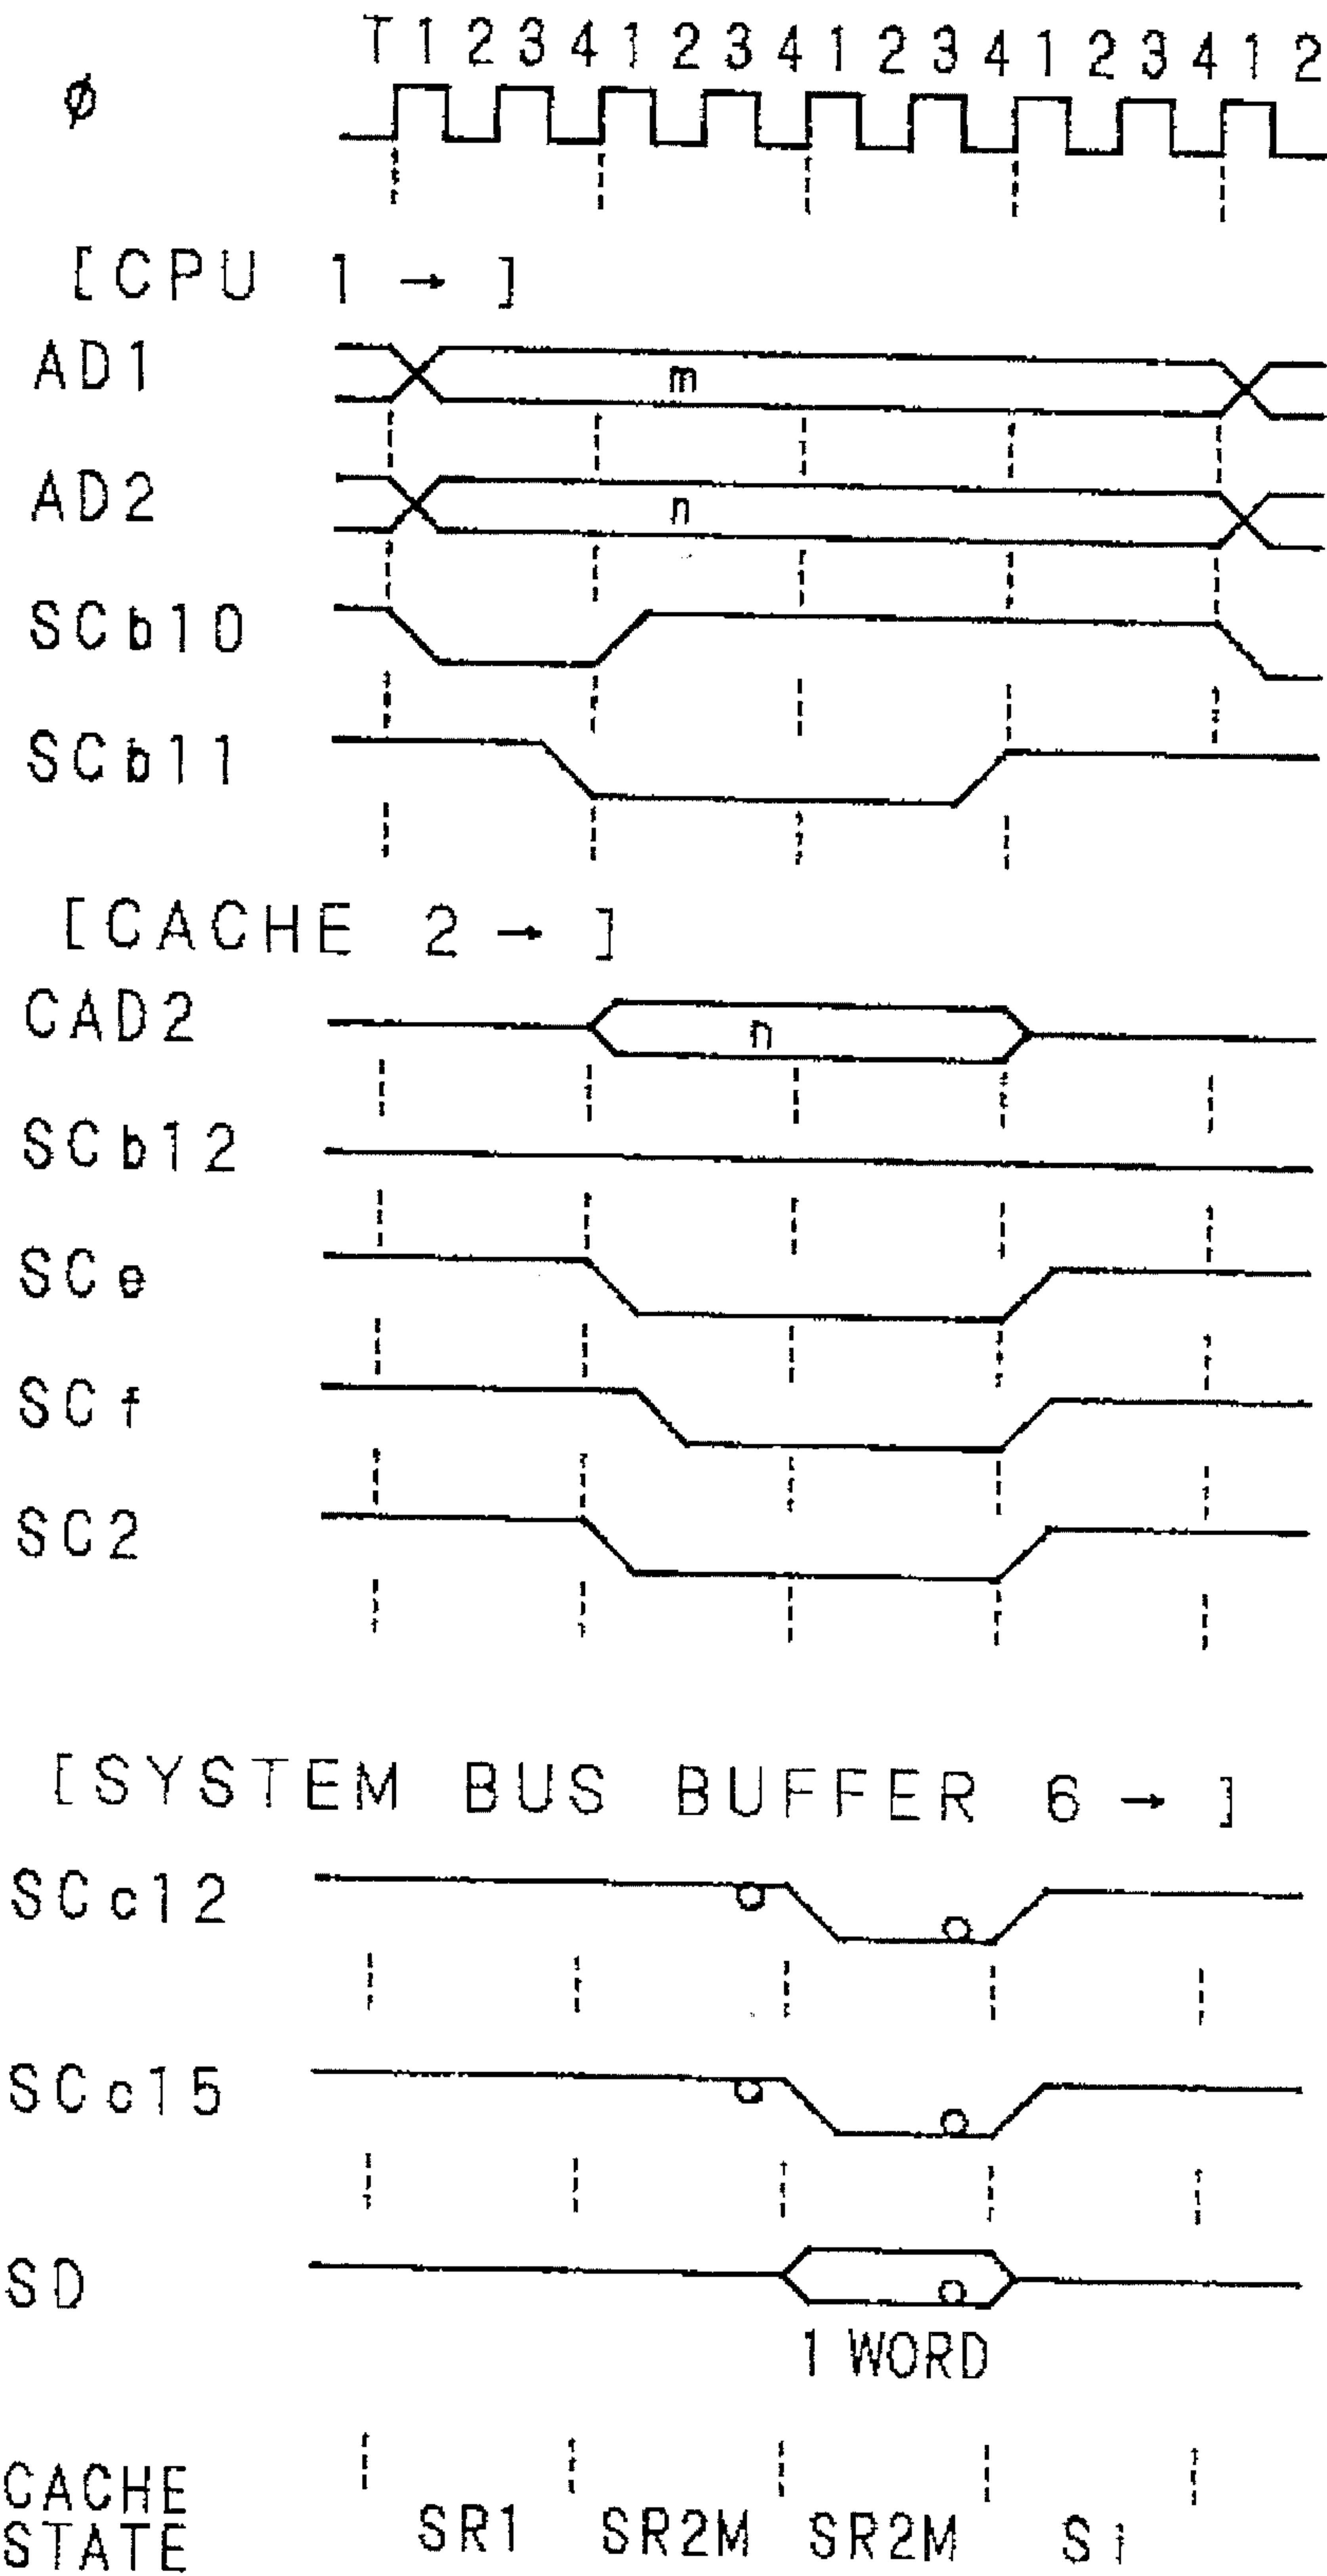 T 1 2 3 4 1 2 3 4 1 2 3 4 1 2 3 4 1 2
ø
[CPU 1 → ]
AD1 m
AD2 n
SCb10
SCb11
[CACHE 2 → ]
CAD2 n
SCb12
SCe
SCf
SC2
[SYSTEM BUS BUFFER 6 → ]
SCc12
SCc15
SD
1 WORD
CACHE
STATE
SR1 SR2M SR2M Si